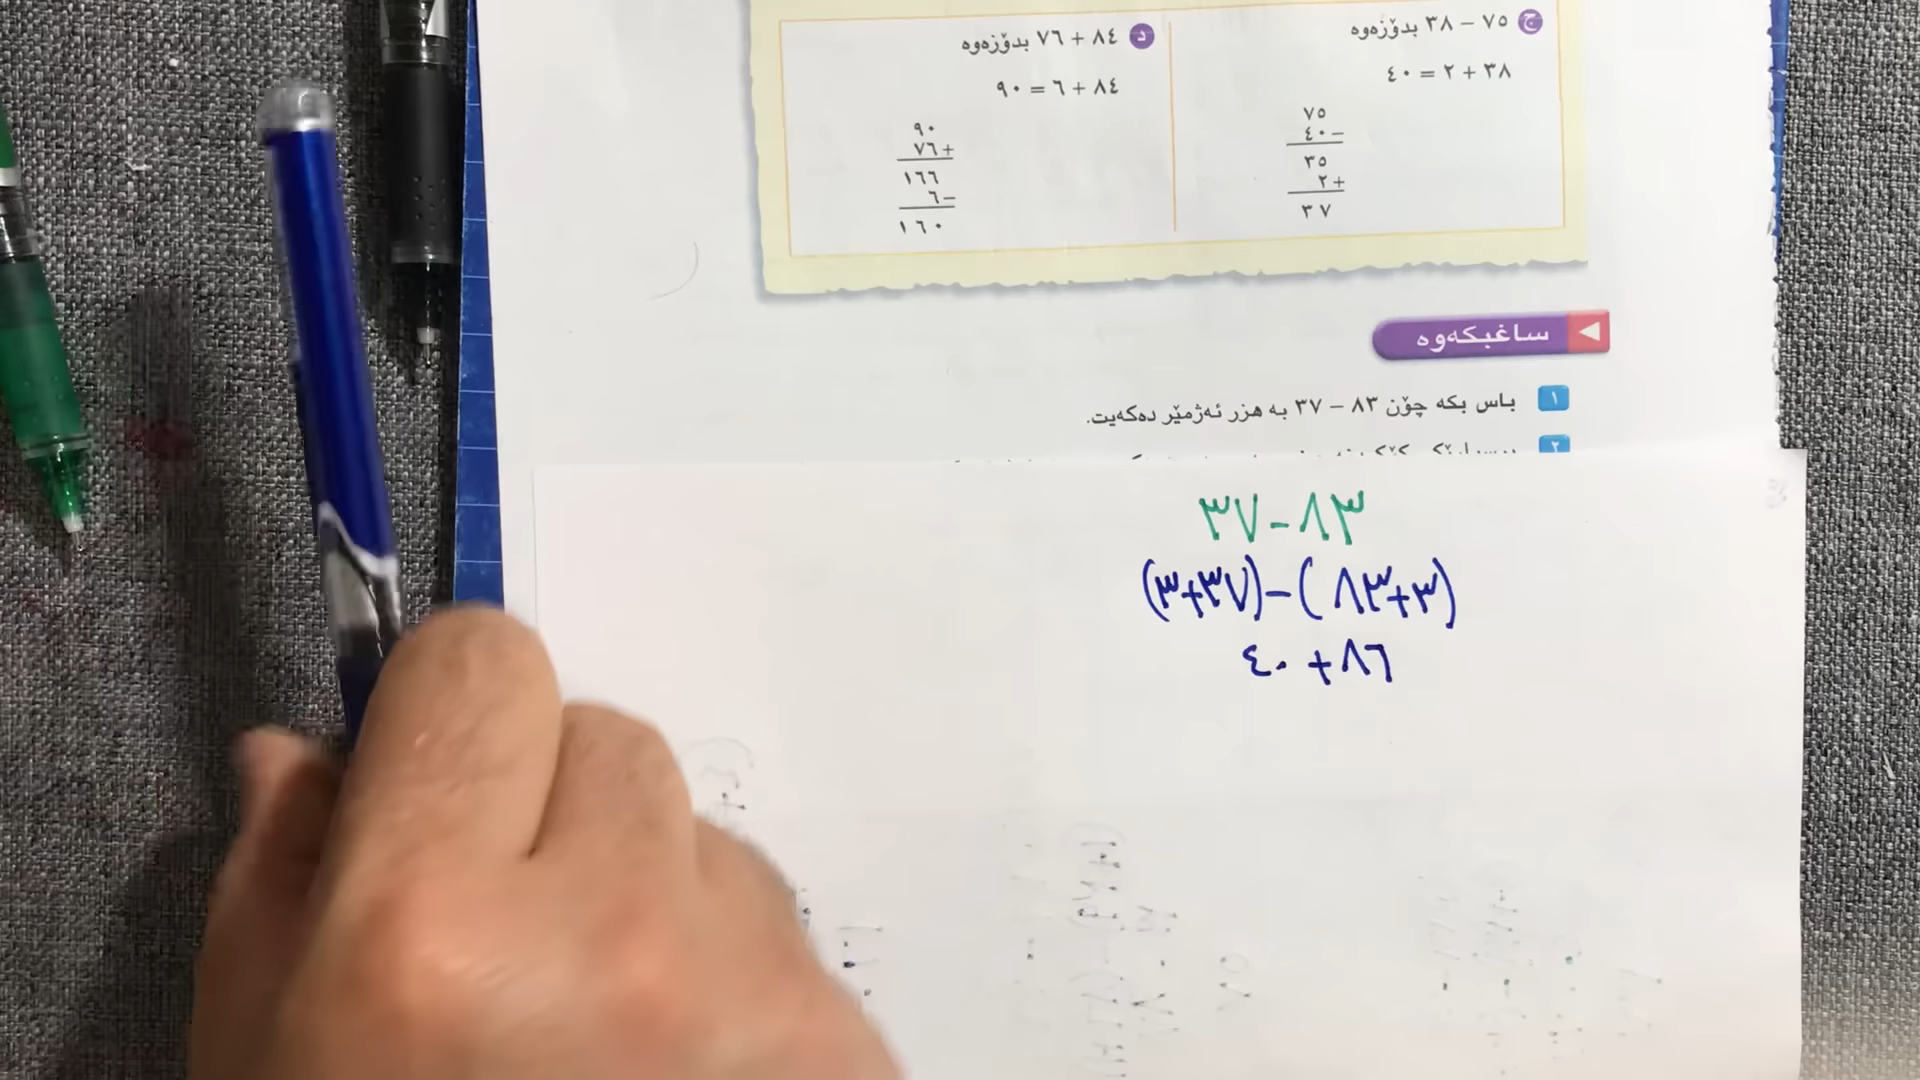 ج ٧٥ – ٣٨ بدۆزەوە
٣٨ + ٢ = ٤٠
٧٥
٤٠−
٣٥
٢+
٣٧
د ٨٤ + ٧٦ بدۆزەوە
٨٤ + ٦ = ٩٠
٩٠
٧٦+
١٦٦
٦−
١٦٠
ساغبکەوە
١ باس بکە چۆن ٨٣ – ٣٧ بە هزر ئەژمێر دەکەیت.
٢
٨٣ - ٣٧
(٣+٨٣) - (٣٧+٣)
٨٦ + ٤٠